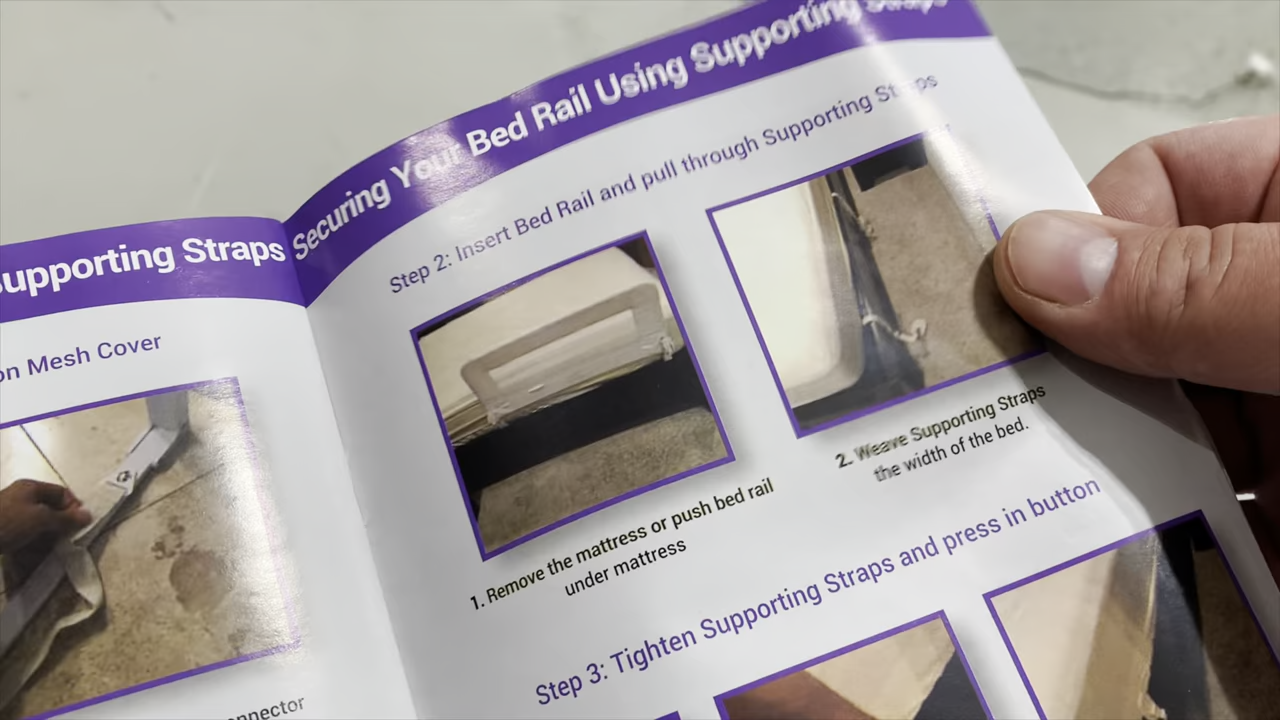 upporting Straps
on Mesh Cover
nnector
Securing Your Bed Rail Using Supporting Straps
Step 2: Insert Bed Rail and pull through Supporting Straps
1. Remove the mattress or push bed rail
under mattress
2. Weave Supporting Straps
the width of the bed.
Step 3: Tighten Supporting Straps and press in button